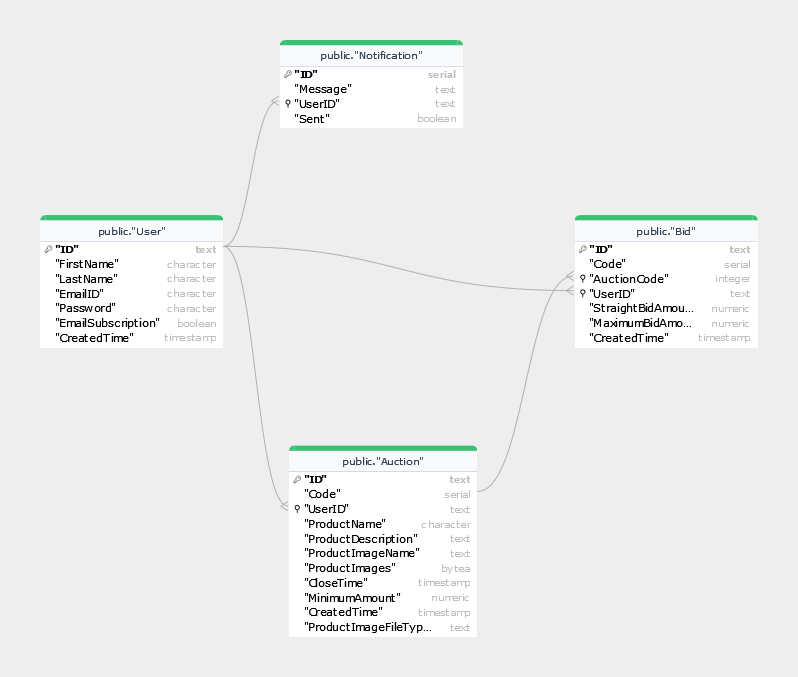 public."Notification"
"ID" serial
"Message" text
"UserID" text
"Sent" boolean
public."User"
"ID" text
"FirstName" character
"LastName" character
"EmailID" character
"Password" character
"EmailSubscription" boolean
"CreatedTime" timestamp
public."Bid"
"ID" text
"Code" serial
"AuctionCode" integer
"UserID" text
"StraightBidAmou... numeric
"MaximumBidAmo... numeric
"CreatedTime" timestamp
public."Auction"
"ID" text
"Code" serial
"UserID" text
"ProductName" character
"ProductDescription" text
"ProductImageName" text
"ProductImages" bytea
"CloseTime" timestamp
"MinimumAmount" numeric
"CreatedTime" timestamp
"ProductImageFileTyp... text